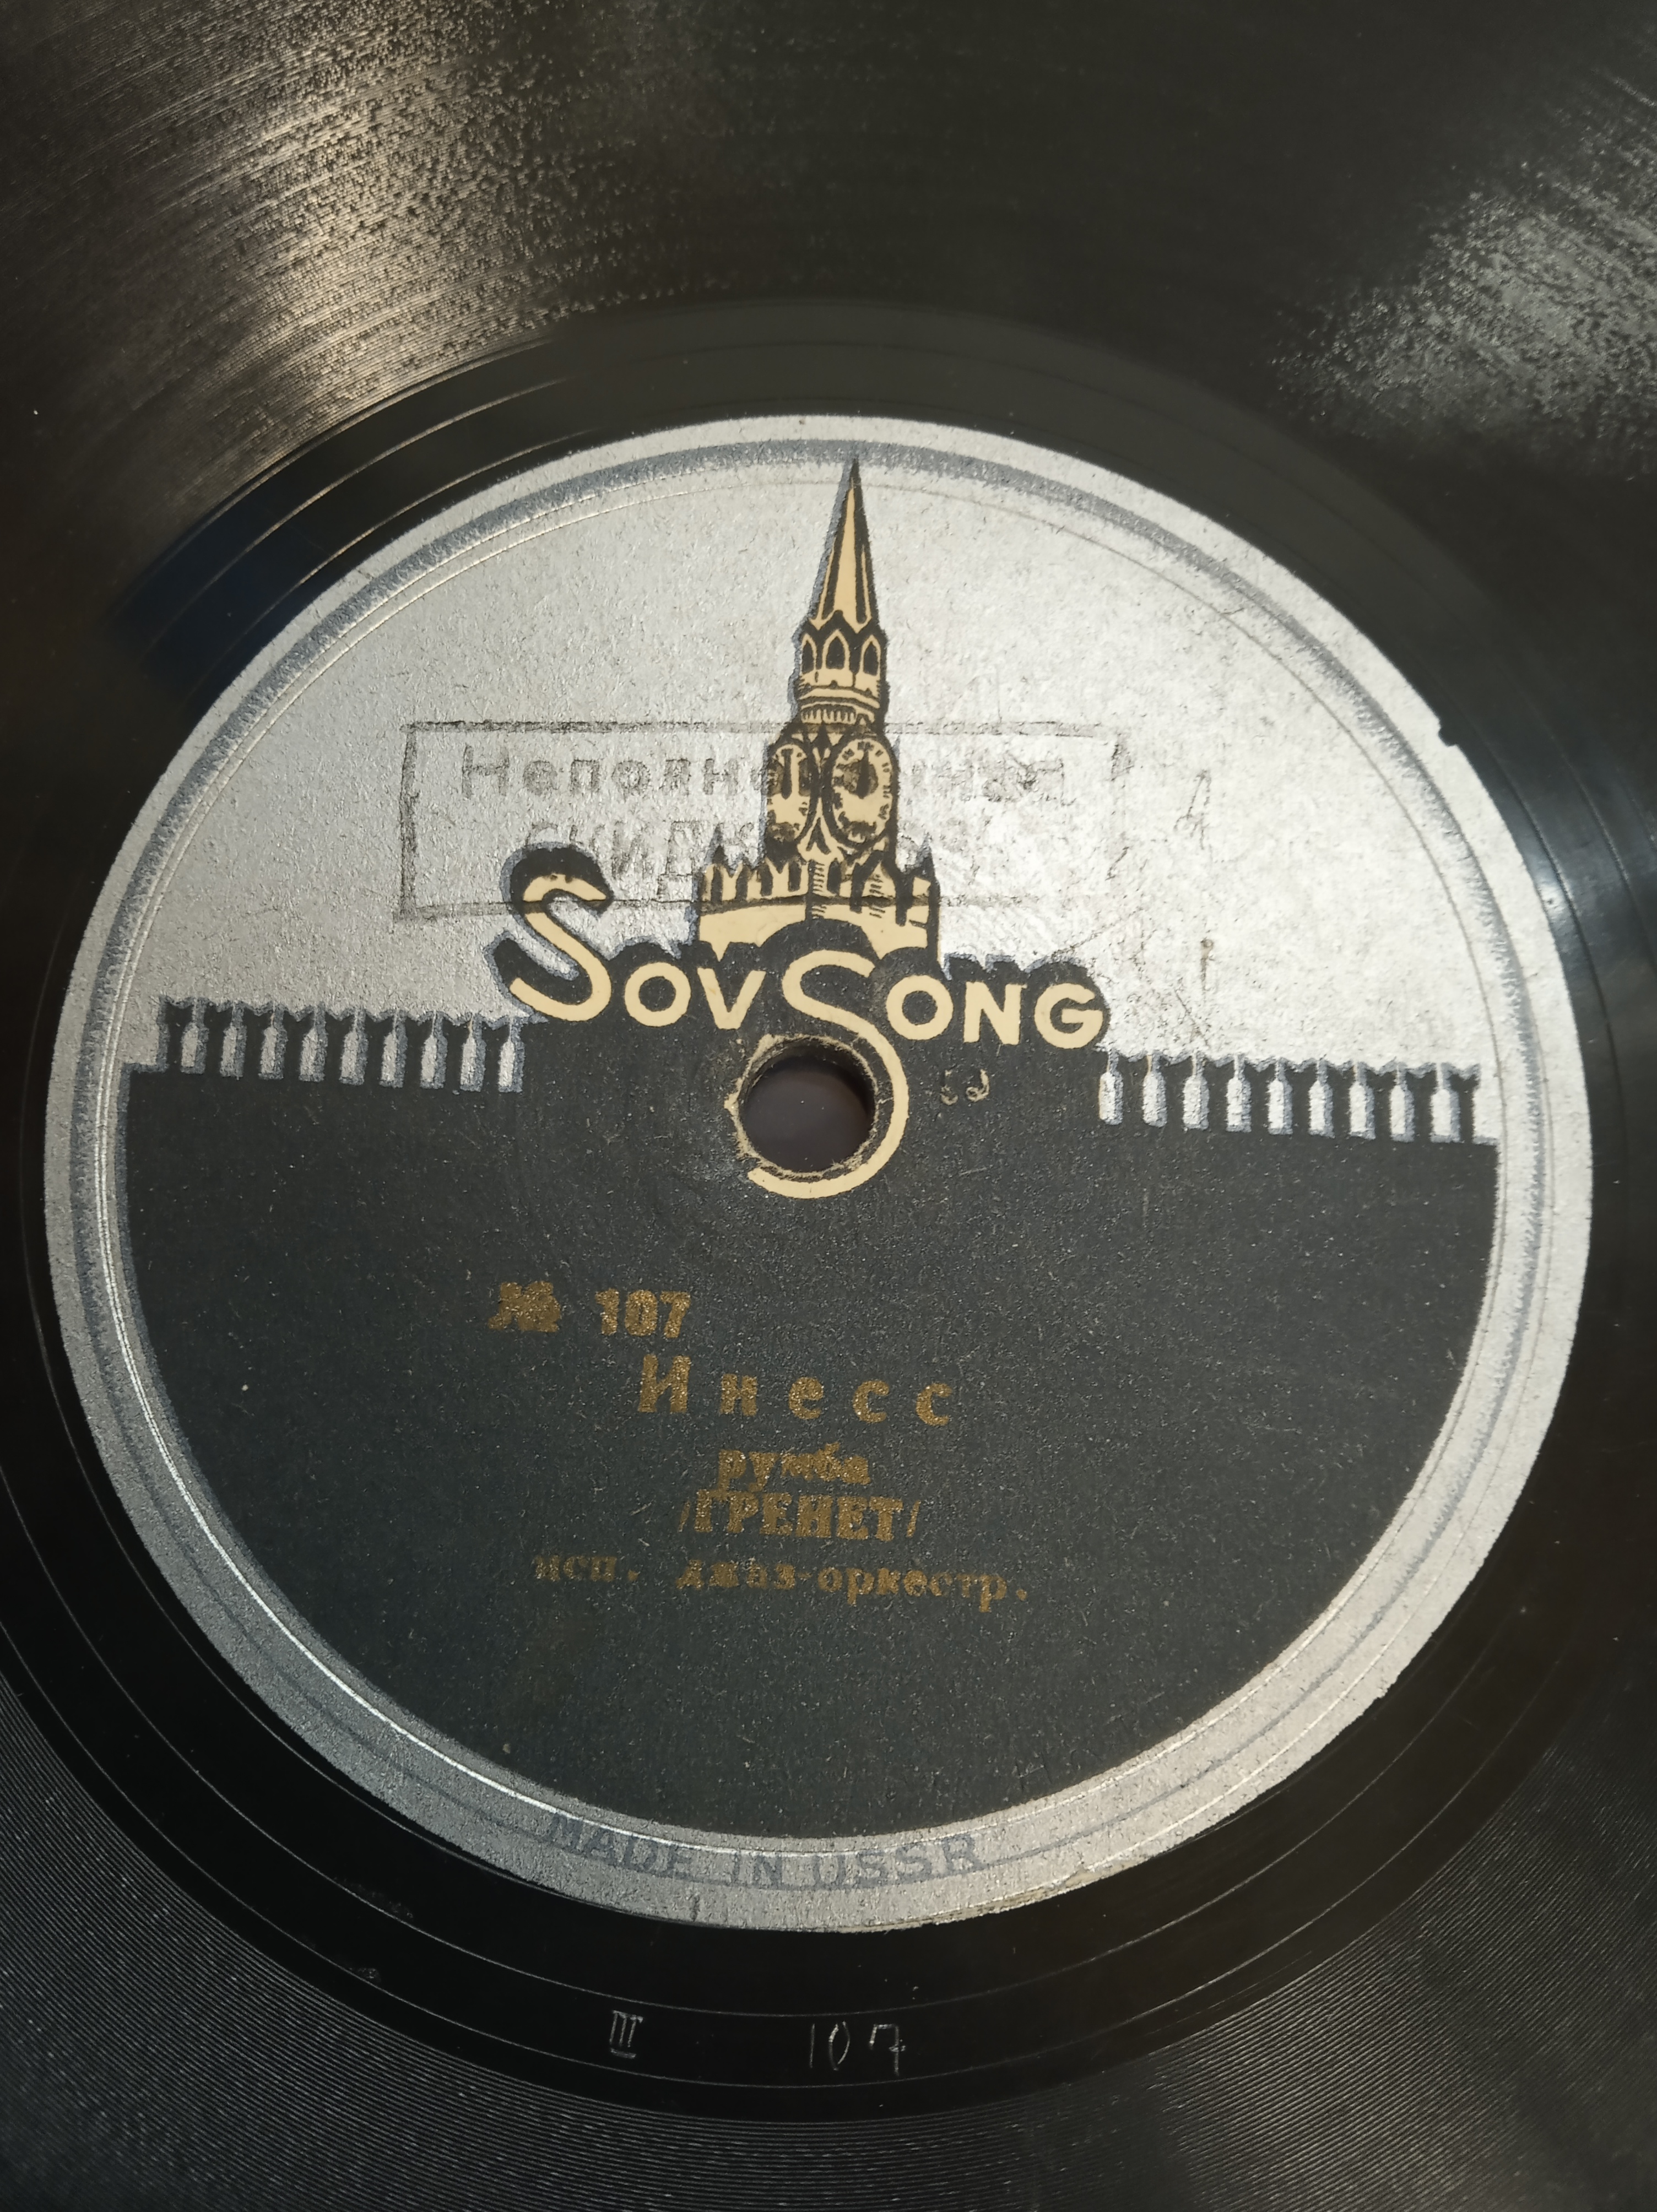 SOVSONG
№ 107
Инесс
румба
/ГРЕНЕТ/
исп. джаз-оркестр.
MADE IN USSR
III 107